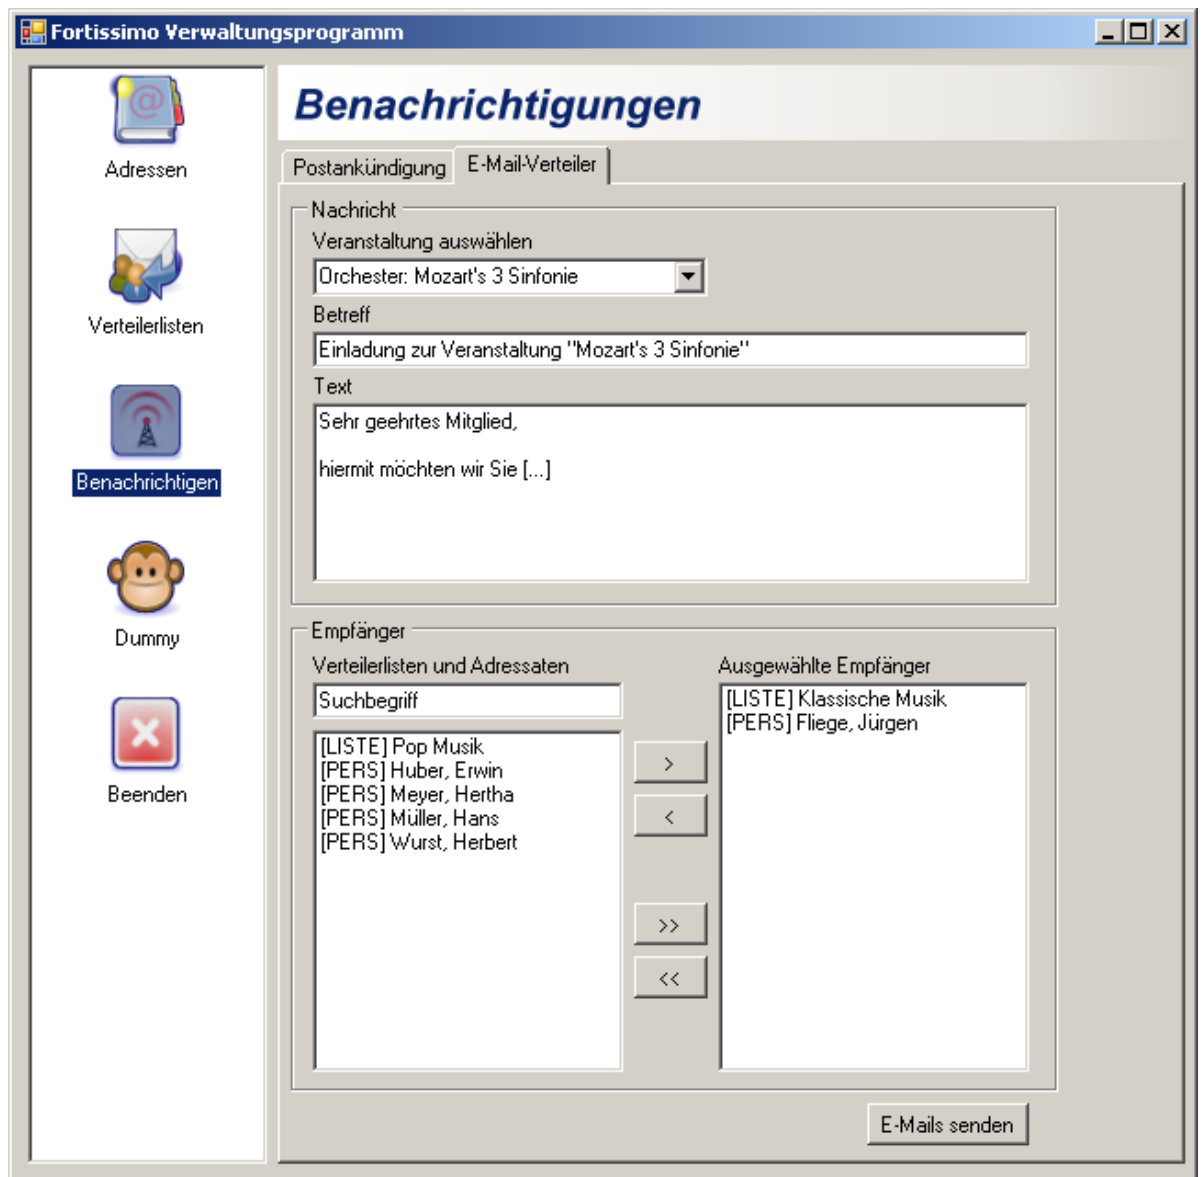 Fortissimo Verwaltungsprogramm
Adressen
Verteilerlisten
Benachrichtigen
Dummy
Beenden
Benachrichtigungen
Postankündigung
E-Mail-Verteiler
Nachricht
Veranstaltung auswählen
Orchester: Mozart's 3 Sinfonie
Betreff
Einladung zur Veranstaltung "Mozart's 3 Sinfonie"
Text
Sehr geehrtes Mitglied,
hiermit möchten wir Sie [...]
Empfänger
Verteilerlisten und Adressaten
Suchbegriff
[LISTE] Pop Musik
[PERS] Huber, Erwin
[PERS] Meyer, Hertha
[PERS] Müller, Hans
[PERS] Wurst, Herbert
>
<
>>
<<
Ausgewählte Empfänger
[LISTE] Klassische Musik
[PERS] Fliege, Jürgen
E-Mails senden